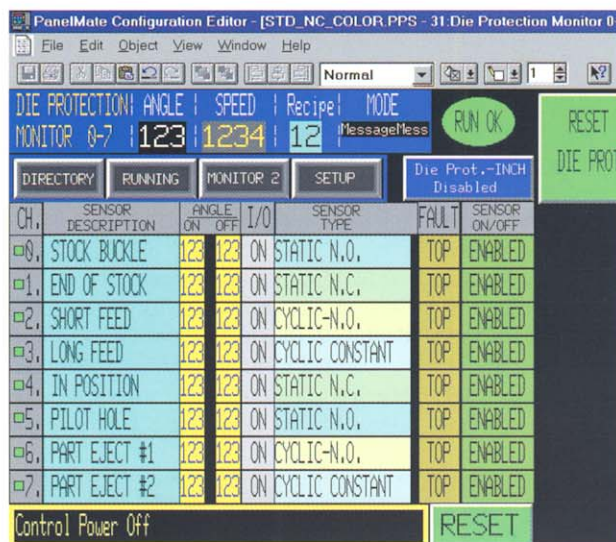 PanelMate Configuration Editor - [STD_NC_COLOR.PPS - 31:Die Protection Monitor 0-
File Edit Object View Window Help
Normal 1
DIE PROTECTION ANGLE SPEED Recipe MODE
MONITOR 0-7 123 1234 12 MessageMess
RUN OK
RESET
DIE PROT
DIRECTORY RUNNING MONITOR 2 SETUP
Die Prot.-INCH
Disabled
CH. SENSOR DESCRIPTION ANGLE ON OFF I/O SENSOR TYPE FAULT SENSOR ON/OFF
0. STOCK BUCKLE 123 123 ON STATIC N.O. TOP ENABLED
1. END OF STOCK 123 123 ON STATIC N.C. TOP ENABLED
2. SHORT FEED 123 123 ON CYCLIC-N.O. TOP ENABLED
3. LONG FEED 123 123 ON CYCLIC CONSTANT TOP ENABLED
4. IN POSITION 123 123 ON STATIC N.C. TOP ENABLED
5. PILOT HOLE 123 123 ON STATIC N.O. TOP ENABLED
6. PART EJECT #1 123 123 ON CYCLIC-N.O. TOP ENABLED
7. PART EJECT #2 123 123 ON CYCLIC CONSTANT TOP ENABLED
Control Power Off
RESET